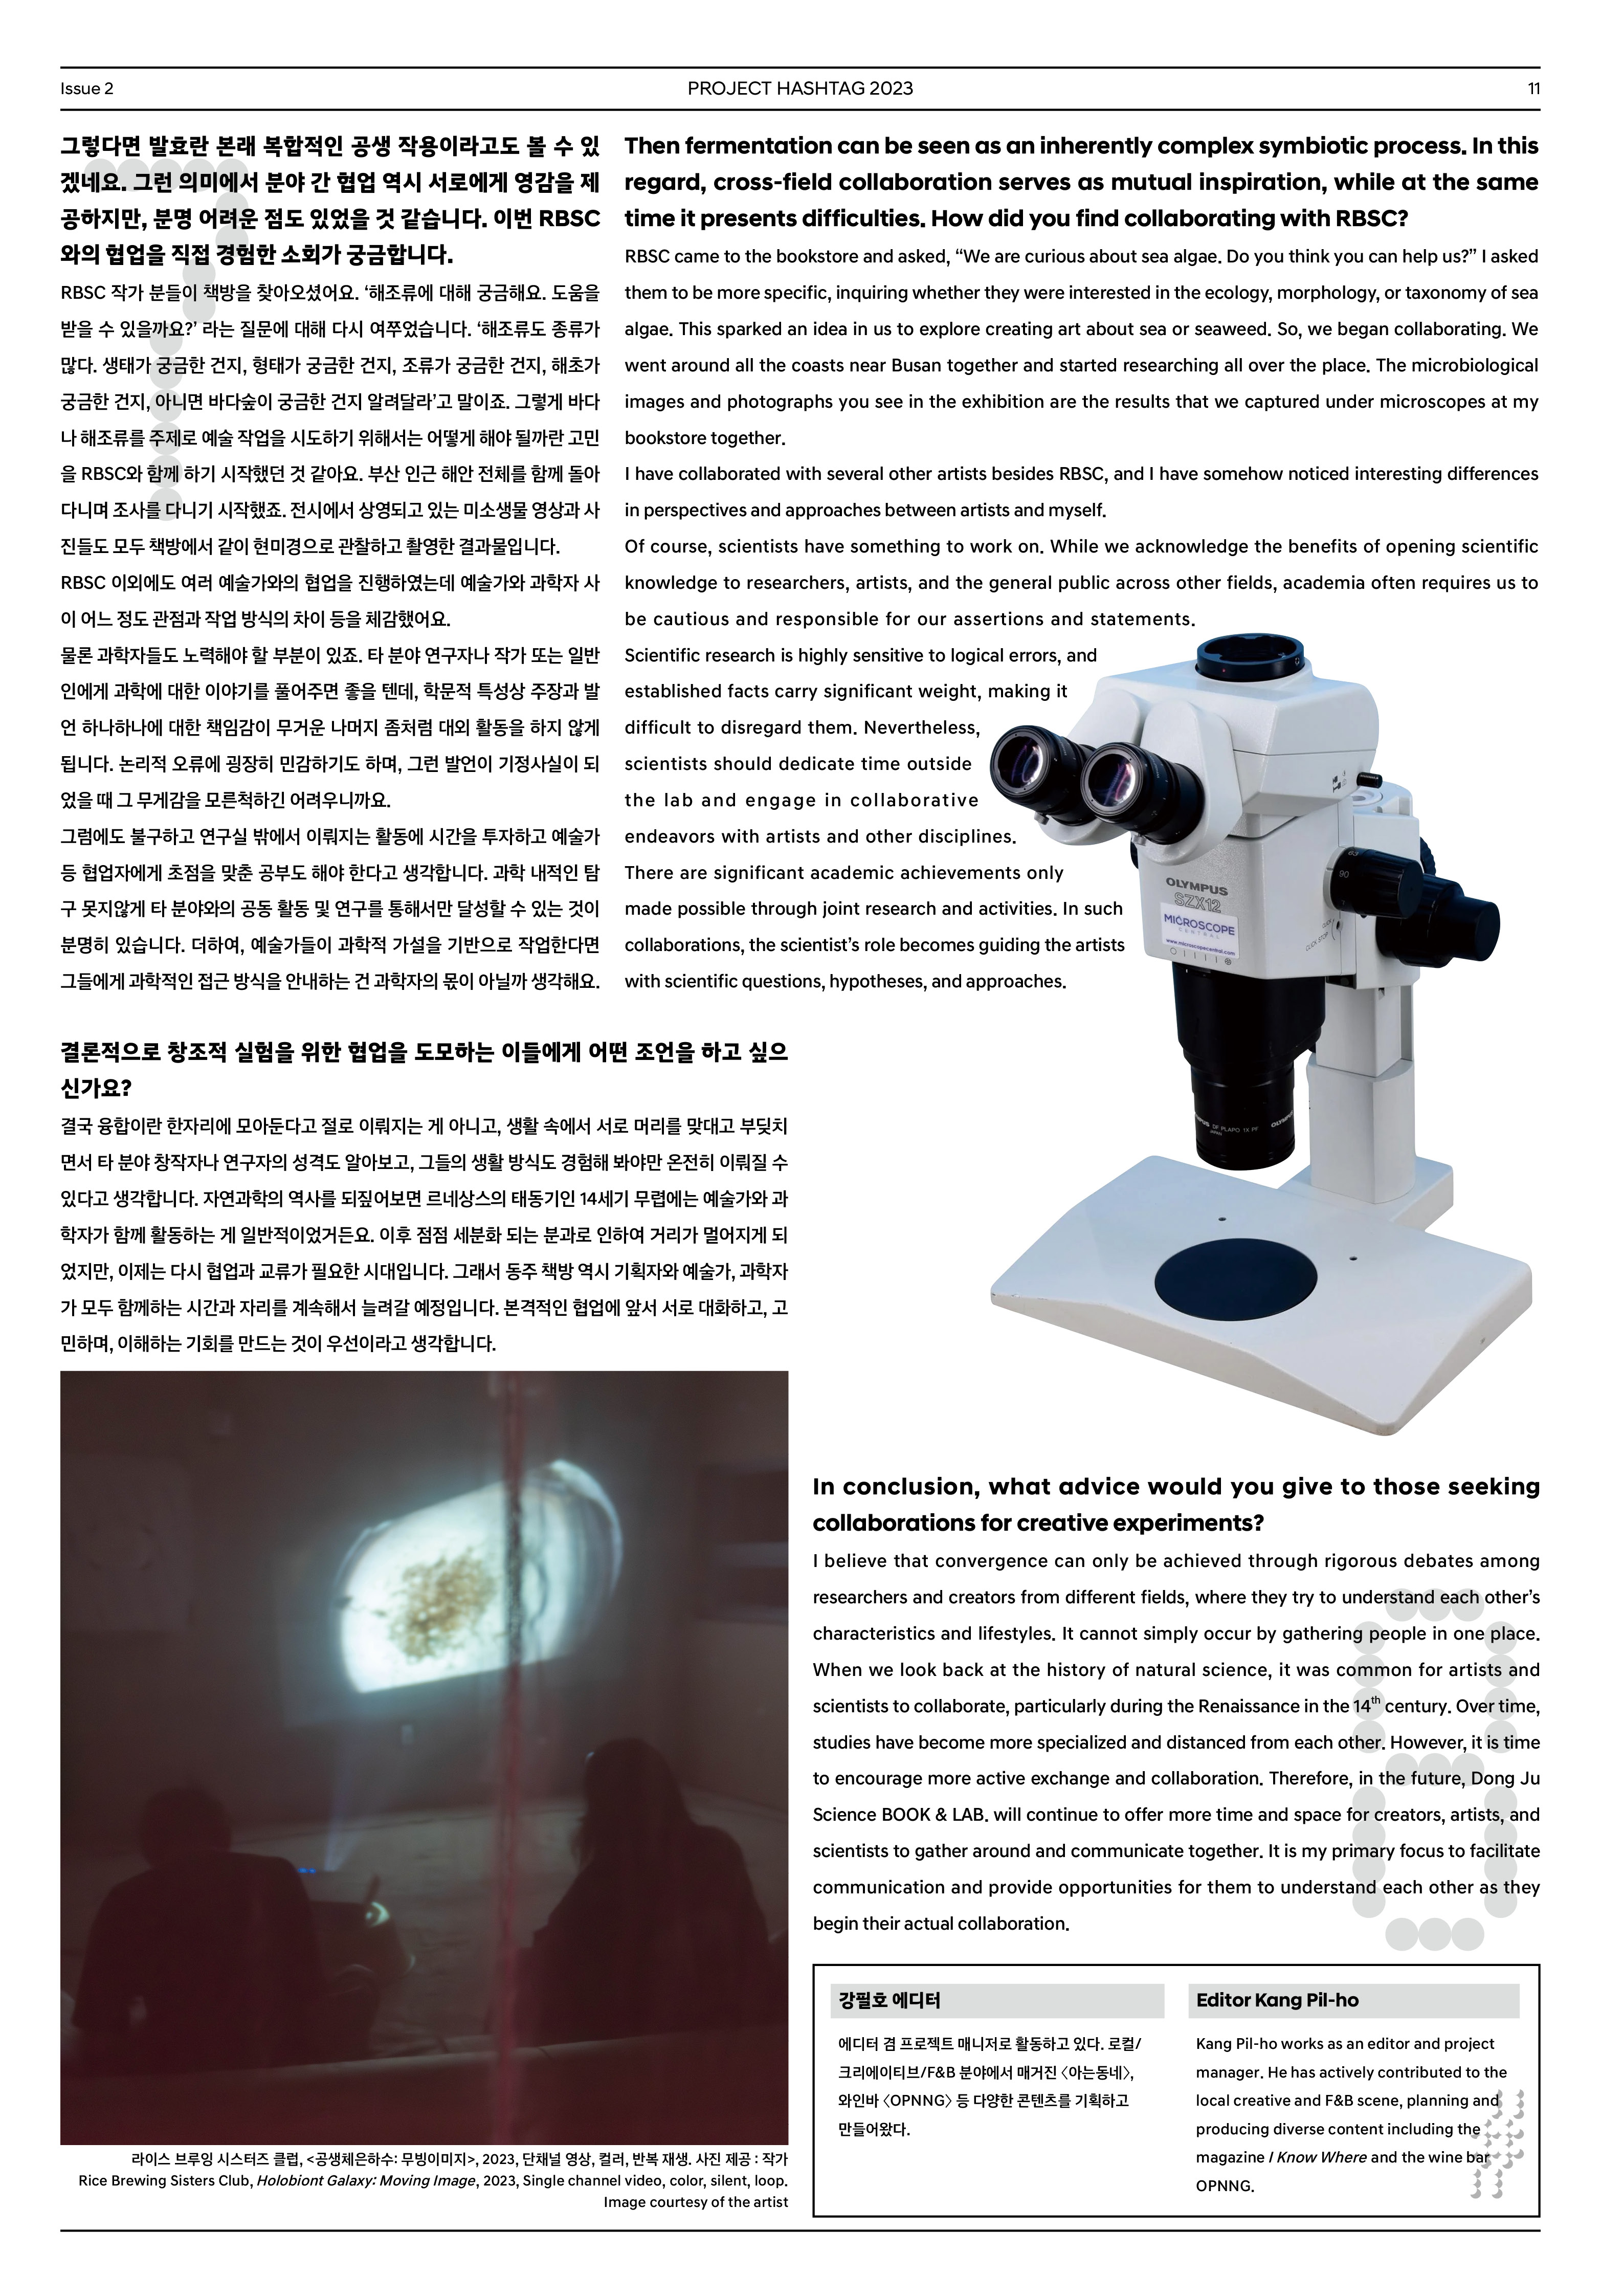 Issue 2
PROJECT HASHTAG 2023
11
그렇다면 발효란 본래 복합적인 공생 작용이라고도 볼 수 있
겠네요. 그런 의미에서 분야 간 협업 역시 서로에게 영감을 제
공하지만, 분명 어려운 점도 있었을 것 같습니다. 이번 RBSC
와의 협업을 직접 경험한 소회가 궁금합니다.
RBSC 작가 분들이 책방을 찾아오셨어요. ‘해조류에 대해 궁금해요. 도움을
받을 수 있을까요?’ 라는 질문에 대해 다시 여쭈었습니다. ‘해조류도 종류가
많다. 생태가 궁금한 건지, 형태가 궁금한 건지, 조류가 궁금한 건지, 해초가
궁금한 건지, 아니면 바다숲이 궁금한 건지 알려달라’고 말이죠. 그렇게 바다
나 해조류를 주제로 예술 작업을 시도하기 위해서는 어떻게 해야 될까란 고민
을 RBSC와 함께 하기 시작했던 것 같아요. 부산 인근 해안 전체를 함께 돌아
다니며 조사를 다니기 시작했죠. 전시에서 상영되고 있는 미소생물 영상과 사
진들도 모두 책방에서 같이 현미경으로 관찰하고 촬영한 결과물입니다.
RBSC 이외에도 여러 예술가와의 협업을 진행하였는데 예술가와 과학자 사
이 어느 정도 관점과 작업 방식의 차이 등을 체감했어요.
물론 과학자들도 노력해야 할 부분이 있죠. 타 분야 연구자나 작가 또는 일반
인에게 과학에 대한 이야기를 풀어주면 좋을 텐데, 학문적 특성상 주장과 발
언 하나하나에 대한 책임감이 무거운 나머지 좀처럼 대외 활동을 하지 않게
됩니다. 논리적 오류에 굉장히 민감하기도 하며, 그런 발언이 기정사실이 되
었을 때 그 무게감을 모른척하긴 어려우니까요.
그럼에도 불구하고 연구실 밖에서 이뤄지는 활동에 시간을 투자하고 예술가
등 협업자에게 초점을 맞춘 공부도 해야 한다고 생각합니다. 과학 내적인 탐
구 못지않게 타 분야와의 공동 활동 및 연구를 통해서만 달성할 수 있는 것이
분명히 있습니다. 더하여, 예술가들이 과학적 가설을 기반으로 작업한다면
그들에게 과학적인 접근 방식을 안내하는 건 과학자의 몫이 아닐까 생각해요.
Then fermentation can be seen as an inherently complex symbiotic process. In this
regard, cross-field collaboration serves as mutual inspiration, while at the same
time it presents difficulties. How did you find collaborating with RBSC?
RBSC came to the bookstore and asked, “We are curious about sea algae. Do you think you can help us?” I asked
them to be more specific, inquiring whether they were interested in the ecology, morphology, or taxonomy of sea
algae. This sparked an idea in us to explore creating art about sea or seaweed. So, we began collaborating. We
went around all the coasts near Busan together and started researching all over the place. The microbiological
images and photographs you see in the exhibition are the results that we captured under microscopes at my
bookstore together.
I have collaborated with several other artists besides RBSC, and I have somehow noticed interesting differences
in perspectives and approaches between artists and myself.
Of course, scientists have something to work on. While we acknowledge the benefits of opening scientific
knowledge to researchers, artists, and the general public across other fields, academia often requires us to
be cautious and responsible for our assertions and statements.
Scientific research is highly sensitive to logical errors, and
established facts carry significant weight, making it
difficult to disregard them. Nevertheless,
scientists should dedicate time outside
the lab and engage in collaborative
endeavors with artists and other disciplines.
There are significant academic achievements only
made possible through joint research and activities. In such
collaborations, the scientist’s role becomes guiding the artists
with scientific questions, hypotheses, and approaches.
OLYMPUS
SZX12
MICROSCOPE
CENTRAL
www.microscopecentral.com
63
90
DF PLAPO 1X PF
JAPAN
결론적으로 창조적 실험을 위한 협업을 도모하는 이들에게 어떤 조언을 하고 싶으
신가요?
결국 융합이란 한자리에 모아둔다고 절로 이뤄지는 게 아니고, 생활 속에서 서로 머리를 맞대고 부딪치
면서 타 분야 창작자나 연구자의 성격도 알아보고, 그들의 생활 방식도 경험해 봐야만 온전히 이뤄질 수
있다고 생각합니다. 자연과학의 역사를 되짚어보면 르네상스의 태동기인 14세기 무렵에는 예술가와 과
학자가 함께 활동하는 게 일반적이었거든요. 이후 점점 세분화 되는 분과로 인하여 거리가 멀어지게 되
었지만, 이제는 다시 협업과 교류가 필요한 시대입니다. 그래서 동주 책방 역시 기획자와 예술가, 과학자
가 모두 함께하는 시간과 자리를 계속해서 늘려갈 예정입니다. 본격적인 협업에 앞서 서로 대화하고, 고
민하며, 이해하는 기회를 만드는 것이 우선이라고 생각합니다.
라이스 브루잉 시스터즈 클럽, <공생체은하수: 무빙이미지>, 2023, 단채널 영상, 컬러, 반복 재생. 사진 제공 : 작가
Rice Brewing Sisters Club, Holobiont Galaxy: Moving Image, 2023, Single channel video, color, silent, loop.
Image courtesy of the artist
In conclusion, what advice would you give to those seeking
collaborations for creative experiments?
I believe that convergence can only be achieved through rigorous debates among
researchers and creators from different fields, where they try to understand each other’s
characteristics and lifestyles. It cannot simply occur by gathering people in one place.
When we look back at the history of natural science, it was common for artists and
scientists to collaborate, particularly during the Renaissance in the 14th century. Over time,
studies have become more specialized and distanced from each other. However, it is time
to encourage more active exchange and collaboration. Therefore, in the future, Dong Ju
Science BOOK & LAB. will continue to offer more time and space for creators, artists, and
scientists to gather around and communicate together. It is my primary focus to facilitate
communication and provide opportunities for them to understand each other as they
begin their actual collaboration.
강필호 에디터
에디터 겸 프로젝트 매니저로 활동하고 있다. 로컬/
크리에이티브/F&B 분야에서 매거진 〈아는동네〉,
와인바 〈OPNNG〉 등 다양한 콘텐츠를 기획하고
만들어왔다.
Editor Kang Pil-ho
Kang Pil-ho works as an editor and project
manager. He has actively contributed to the
local creative and F&B scene, planning and
producing diverse content including the
magazine I Know Where and the wine bar
OPNNG.